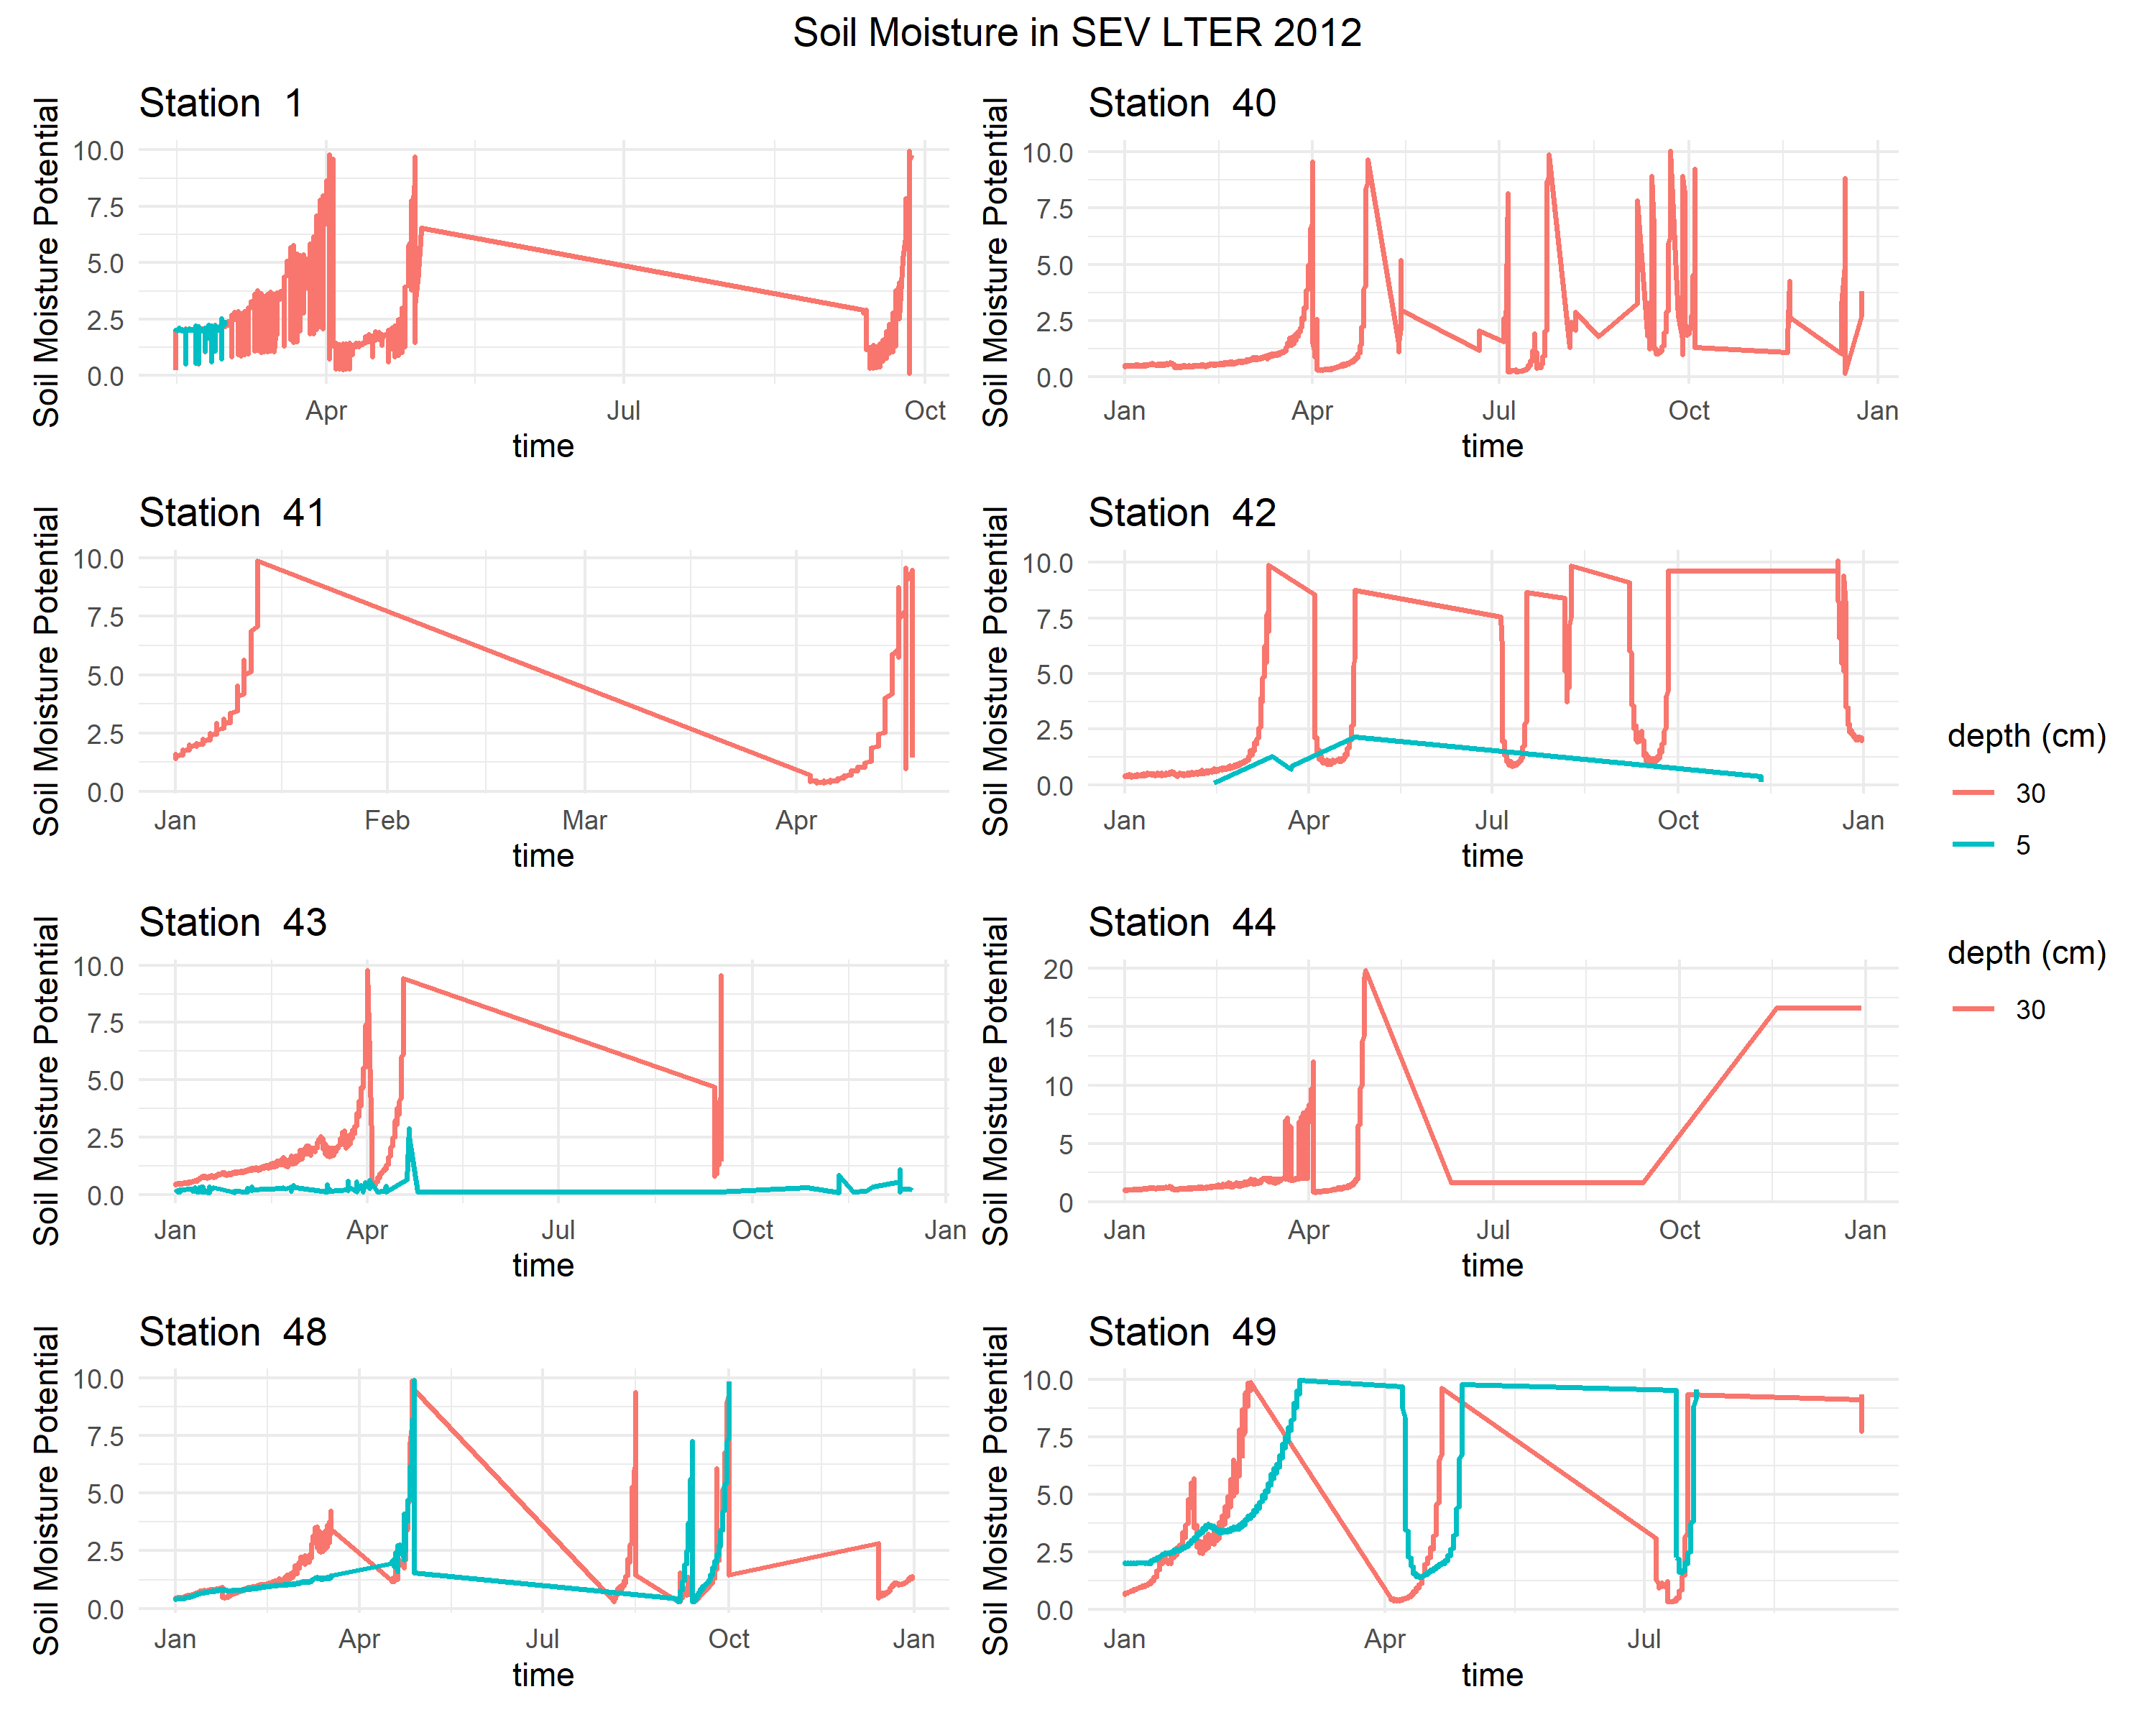 Soil Moisture in SEV LTER 2012
Station  1
Soil Moisture Potential
10.0
7.5
5.0
2.5
0.0
Apr
Jul
Oct
time
Station  40
Soil Moisture Potential
10.0
7.5
5.0
2.5
0.0
Jan
Apr
Jul
Oct
Jan
time
Station  41
Soil Moisture Potential
10.0
7.5
5.0
2.5
0.0
Jan
Feb
Mar
Apr
time
Station  42
Soil Moisture Potential
10.0
7.5
5.0
2.5
0.0
Jan
Apr
Jul
Oct
Jan
time
Station  43
Soil Moisture Potential
10.0
7.5
5.0
2.5
0.0
Jan
Apr
Jul
Oct
Jan
time
Station  44
Soil Moisture Potential
20
15
10
5
0
Jan
Apr
Jul
Oct
Jan
time
Station  48
Soil Moisture Potential
10.0
7.5
5.0
2.5
0.0
Jan
Apr
Jul
Oct
Jan
time
Station  49
Soil Moisture Potential
10.0
7.5
5.0
2.5
0.0
Jan
Apr
Jul
time
depth (cm)
30
5
depth (cm)
30